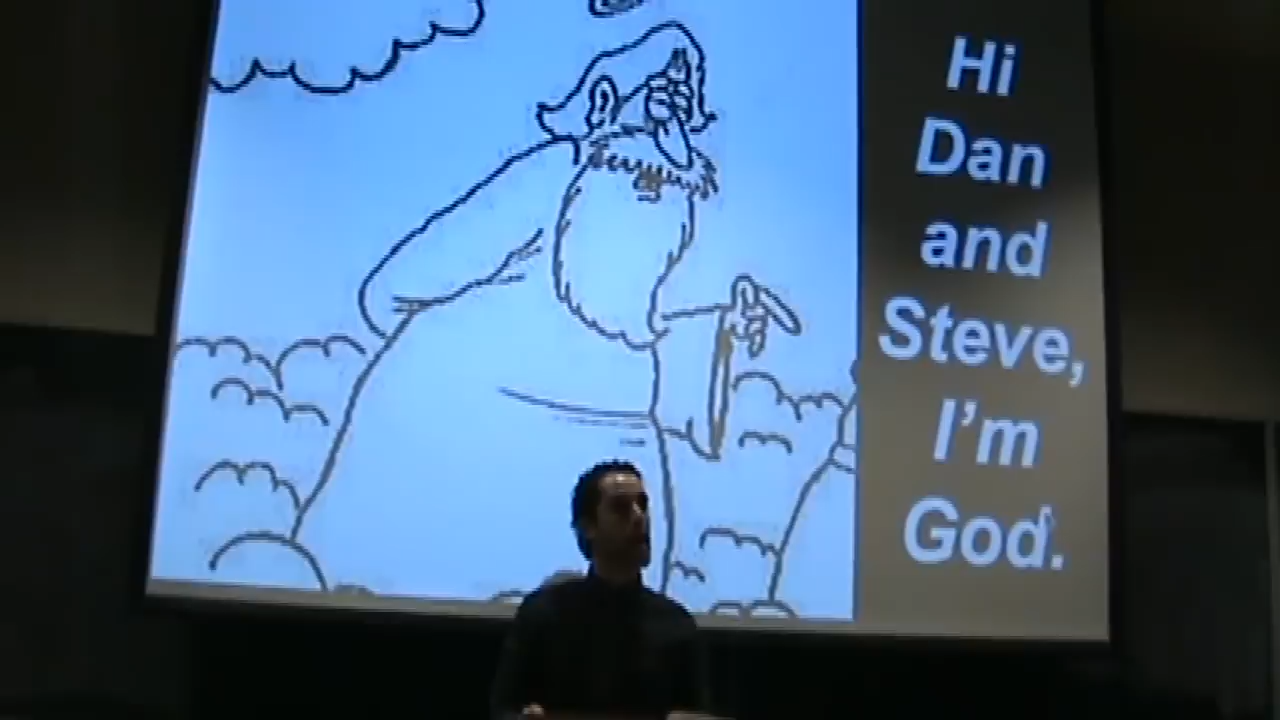 Hi
Dan
and
Steve,
I'm
God.